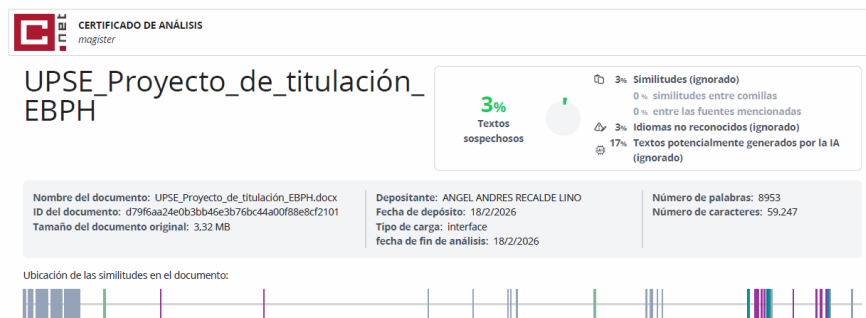 C.net
CERTIFICADO DE ANÁLISIS
magister
UPSE_Proyecto_de_titulación_
EBPH
3%
Textos
sospechosos
3% Similitudes (ignorado)
0 % similitudes entre comillas
0 % entre las fuentes mencionadas
3% Idiomas no reconocidos (ignorado)
17% Textos potencialmente generados por la IA
(ignorado)
Nombre del documento: UPSE_Proyecto_de_titulación_EBPH.docx
ID del documento: d79f6aa24e0b3bb46e3b76bc44a00f88e8cf2101
Tamaño del documento original: 3,32 MB
Depositante: ANGEL ANDRES RECALDE LINO
Fecha de depósito: 18/2/2026
Tipo de carga: interface
fecha de fin de análisis: 18/2/2026
Número de palabras: 8953
Número de caracteres: 59.247
Ubicación de las similitudes en el documento: